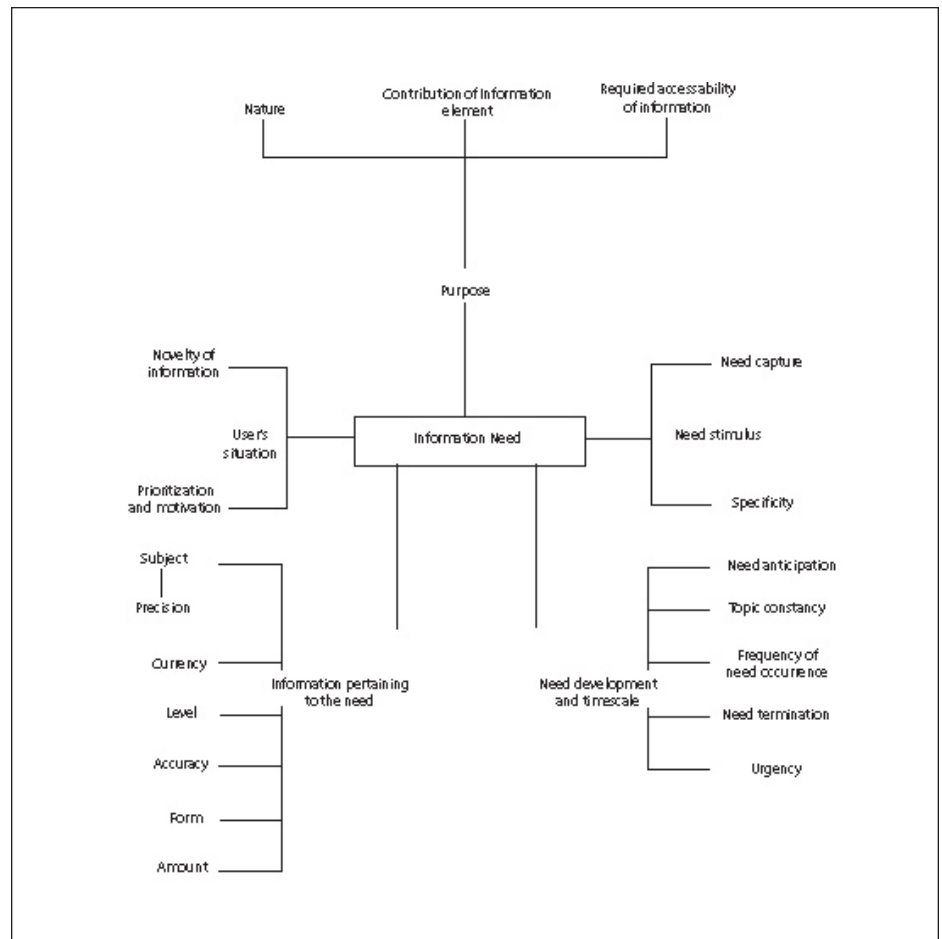 Nature
Contribution of information
element
Required accessability
of information
Purpose
Novelty of
information
User's
situation
Prioritization
and motivation
Information Need
Need capture
Need stimulus
Specificity
Subject
Precision
Currency
Information pertaining
to the need
Level
Accuracy
Form
Amount
Need anticipation
Topic constancy
Frequency of
need occurrence
Need development
and timescale
Need termination
Urgency